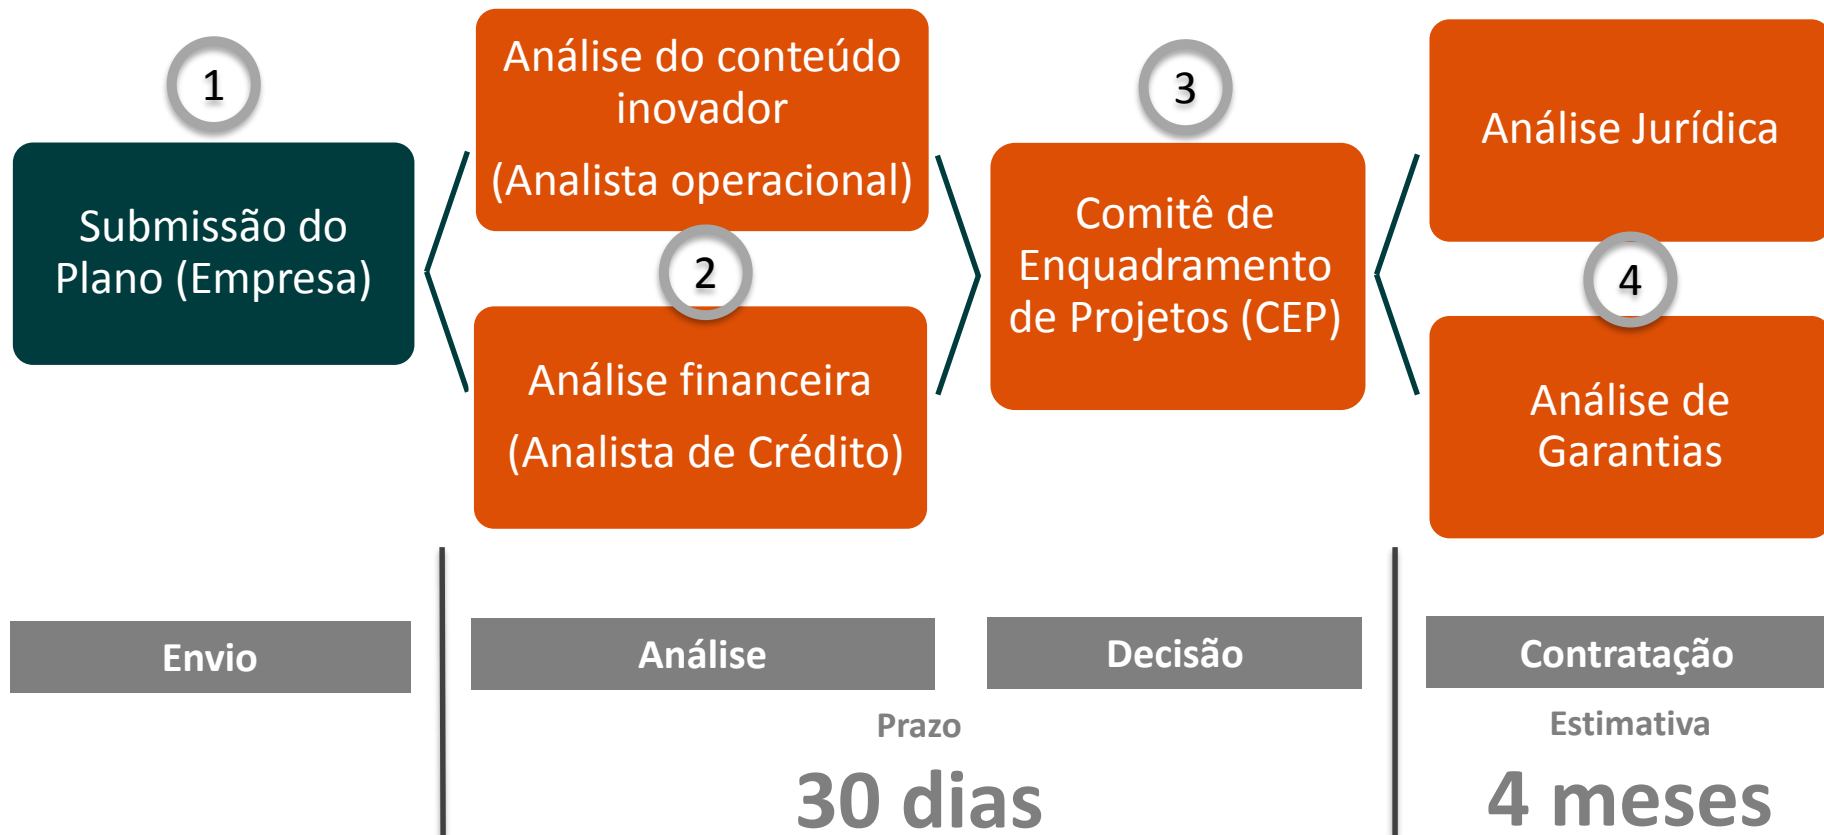 1
Submissão do
Plano (Empresa)
Análise do conteúdo
inovador
(Analista operacional)
2
Análise financeira
(Analista de Crédito)
3
Comitê de
Enquadramento
de Projetos (CEP)
Análise Jurídica
4
Análise de
Garantias
Envio
Análise
Decisão
Contratação
Prazo
30 dias
Estimativa
4 meses